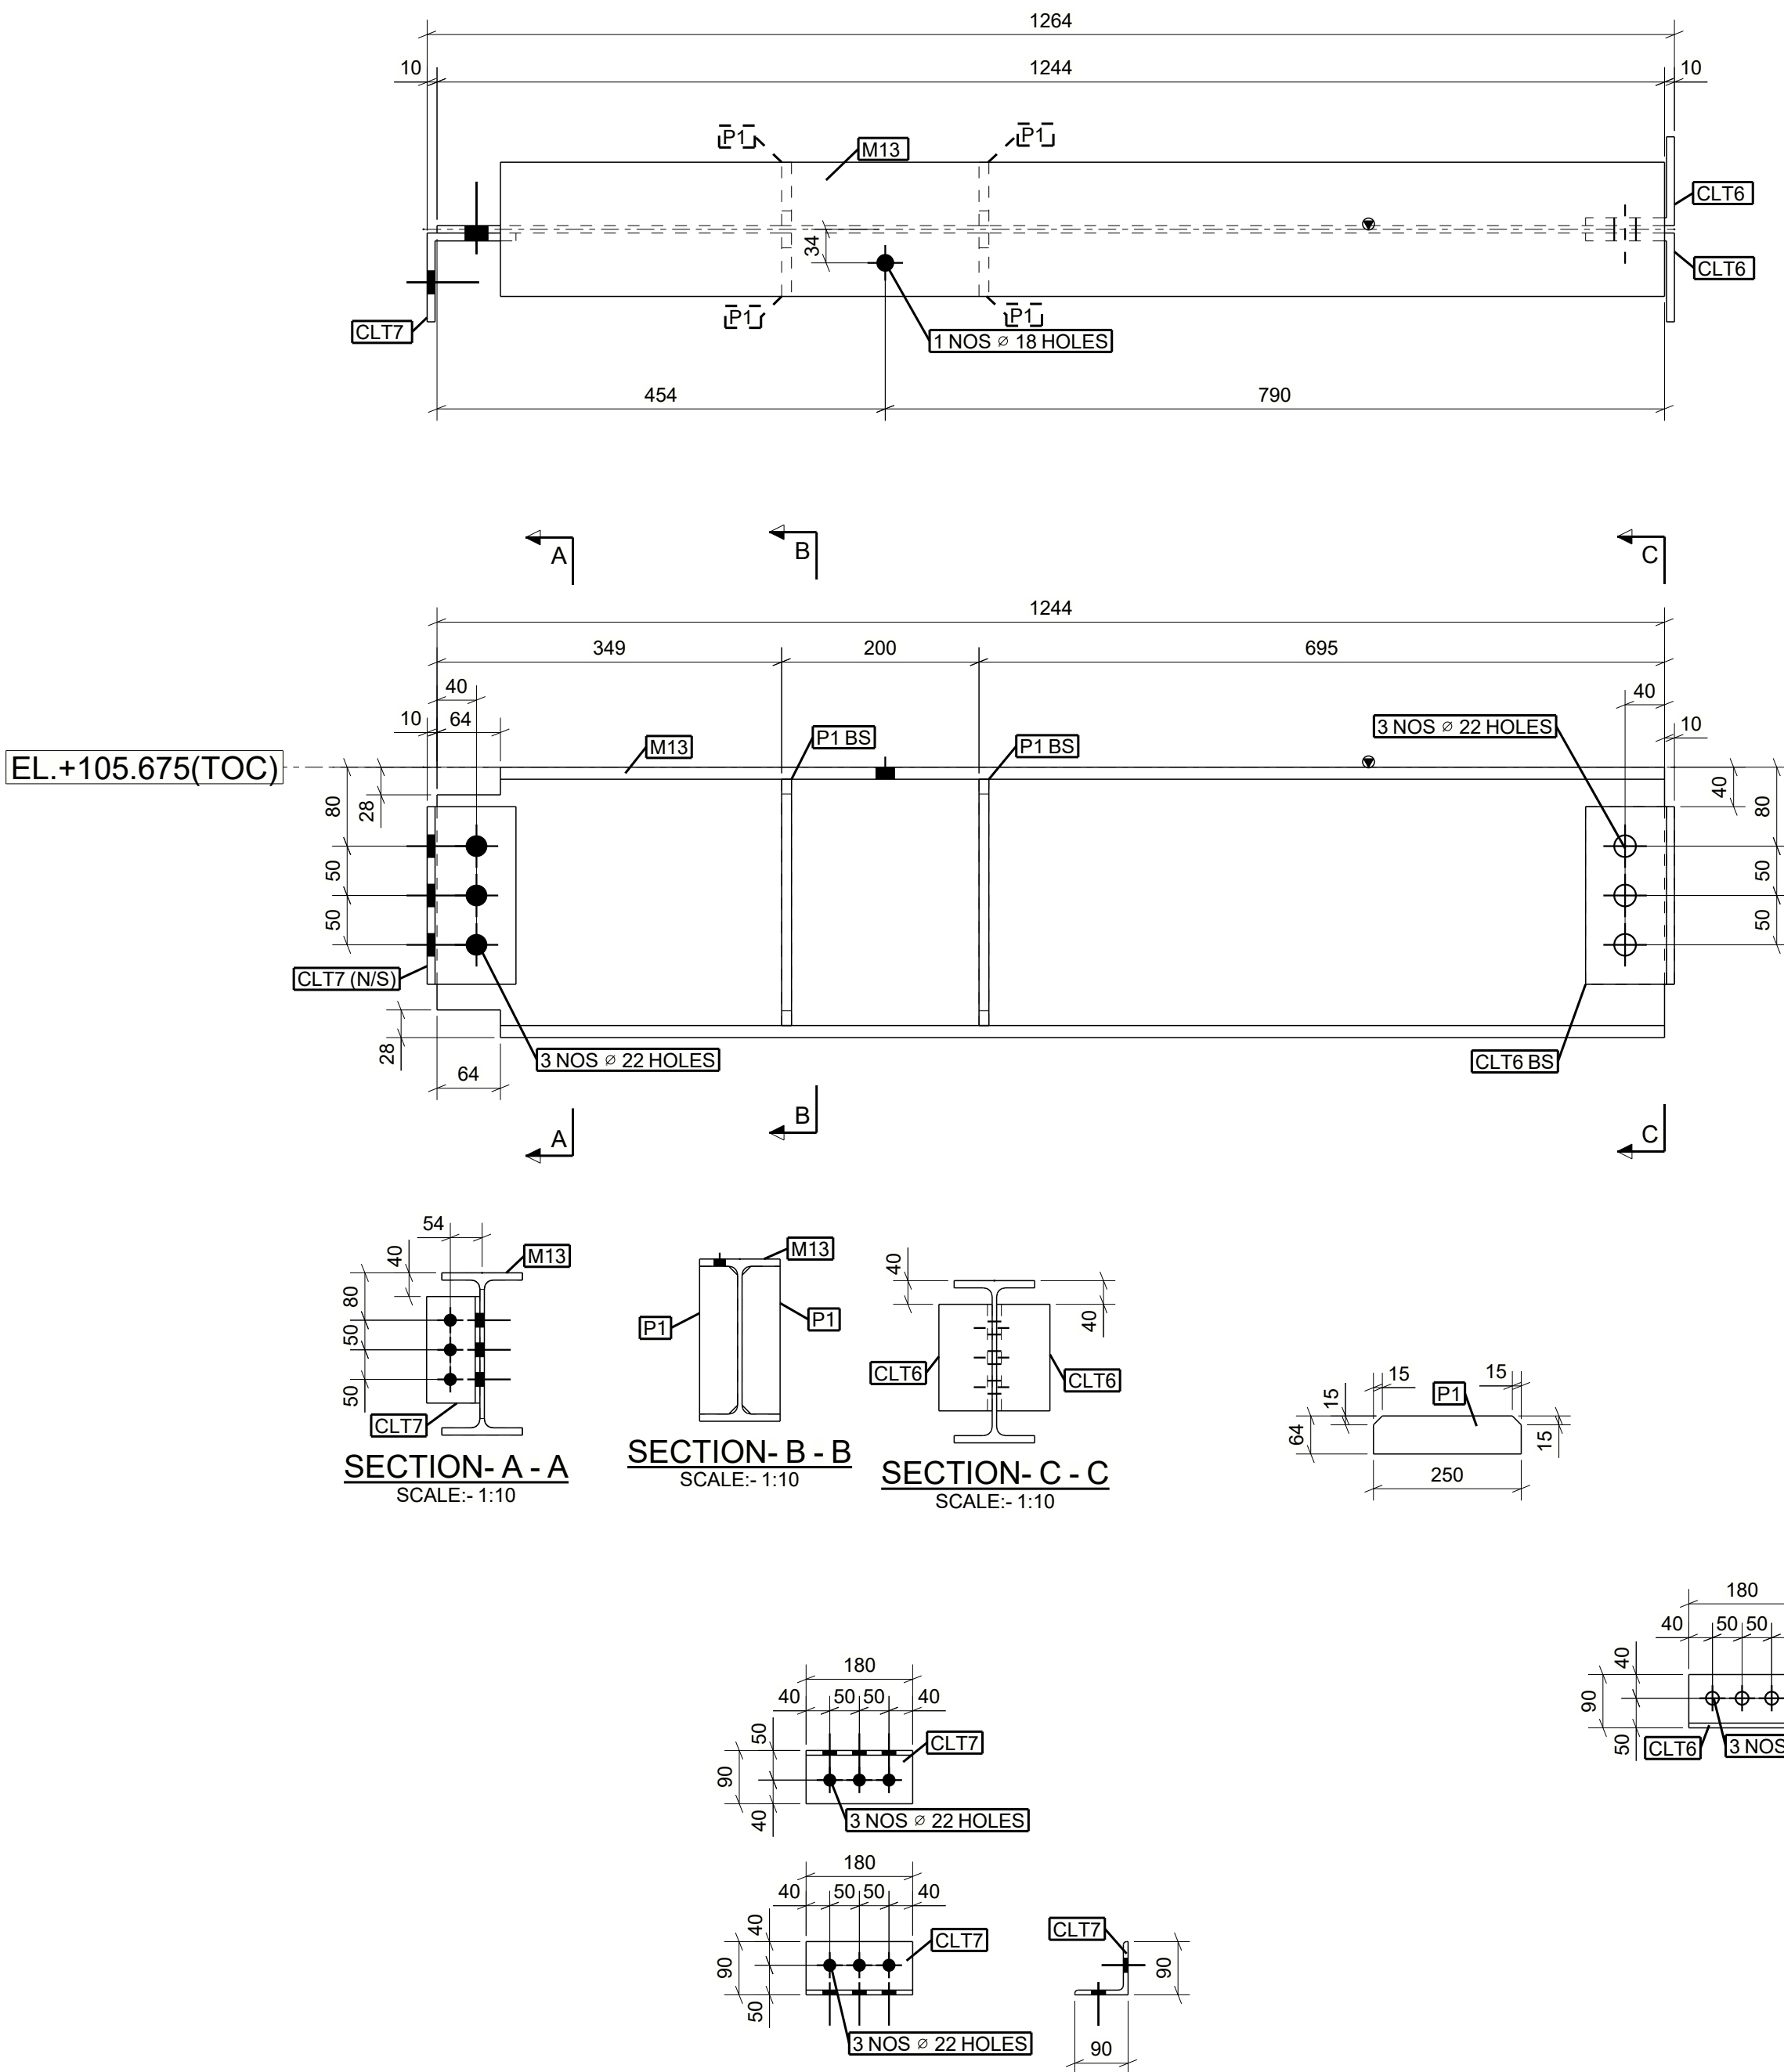 1264
10 1244 10
P1 P1
M13
CLT6
34
CLT6
P1 P1
CLT7
1 NOS ⌀ 18 HOLES
454 790
A B C
1244
349 200 695
40 40
10 64 3 NOS ⌀ 22 HOLES 10
M13 P1 BS P1 BS
EL.+105.675(TOC)
80 28 40 80
50 50
50 50
CLT7 (N/S)
28 3 NOS ⌀ 22 HOLES CLT6 BS
64
A B C
54
40 M13
80
50
50
CLT7
SECTION- A - A
SCALE:- 1:10
M13
P1 P1
SECTION- B - B
SCALE:- 1:10
40 40
CLT6 CLT6
SECTION- C - C
SCALE:- 1:10
15 15
15 P1
64 15
250
180
40 50 50
40
90
50
CLT6 3 NOS
180
40 50 50 40
50
CLT7
90
40
3 NOS ⌀ 22 HOLES
180
40 50 50 40
40
CLT7
90
50
3 NOS ⌀ 22 HOLES
CLT7
90
90